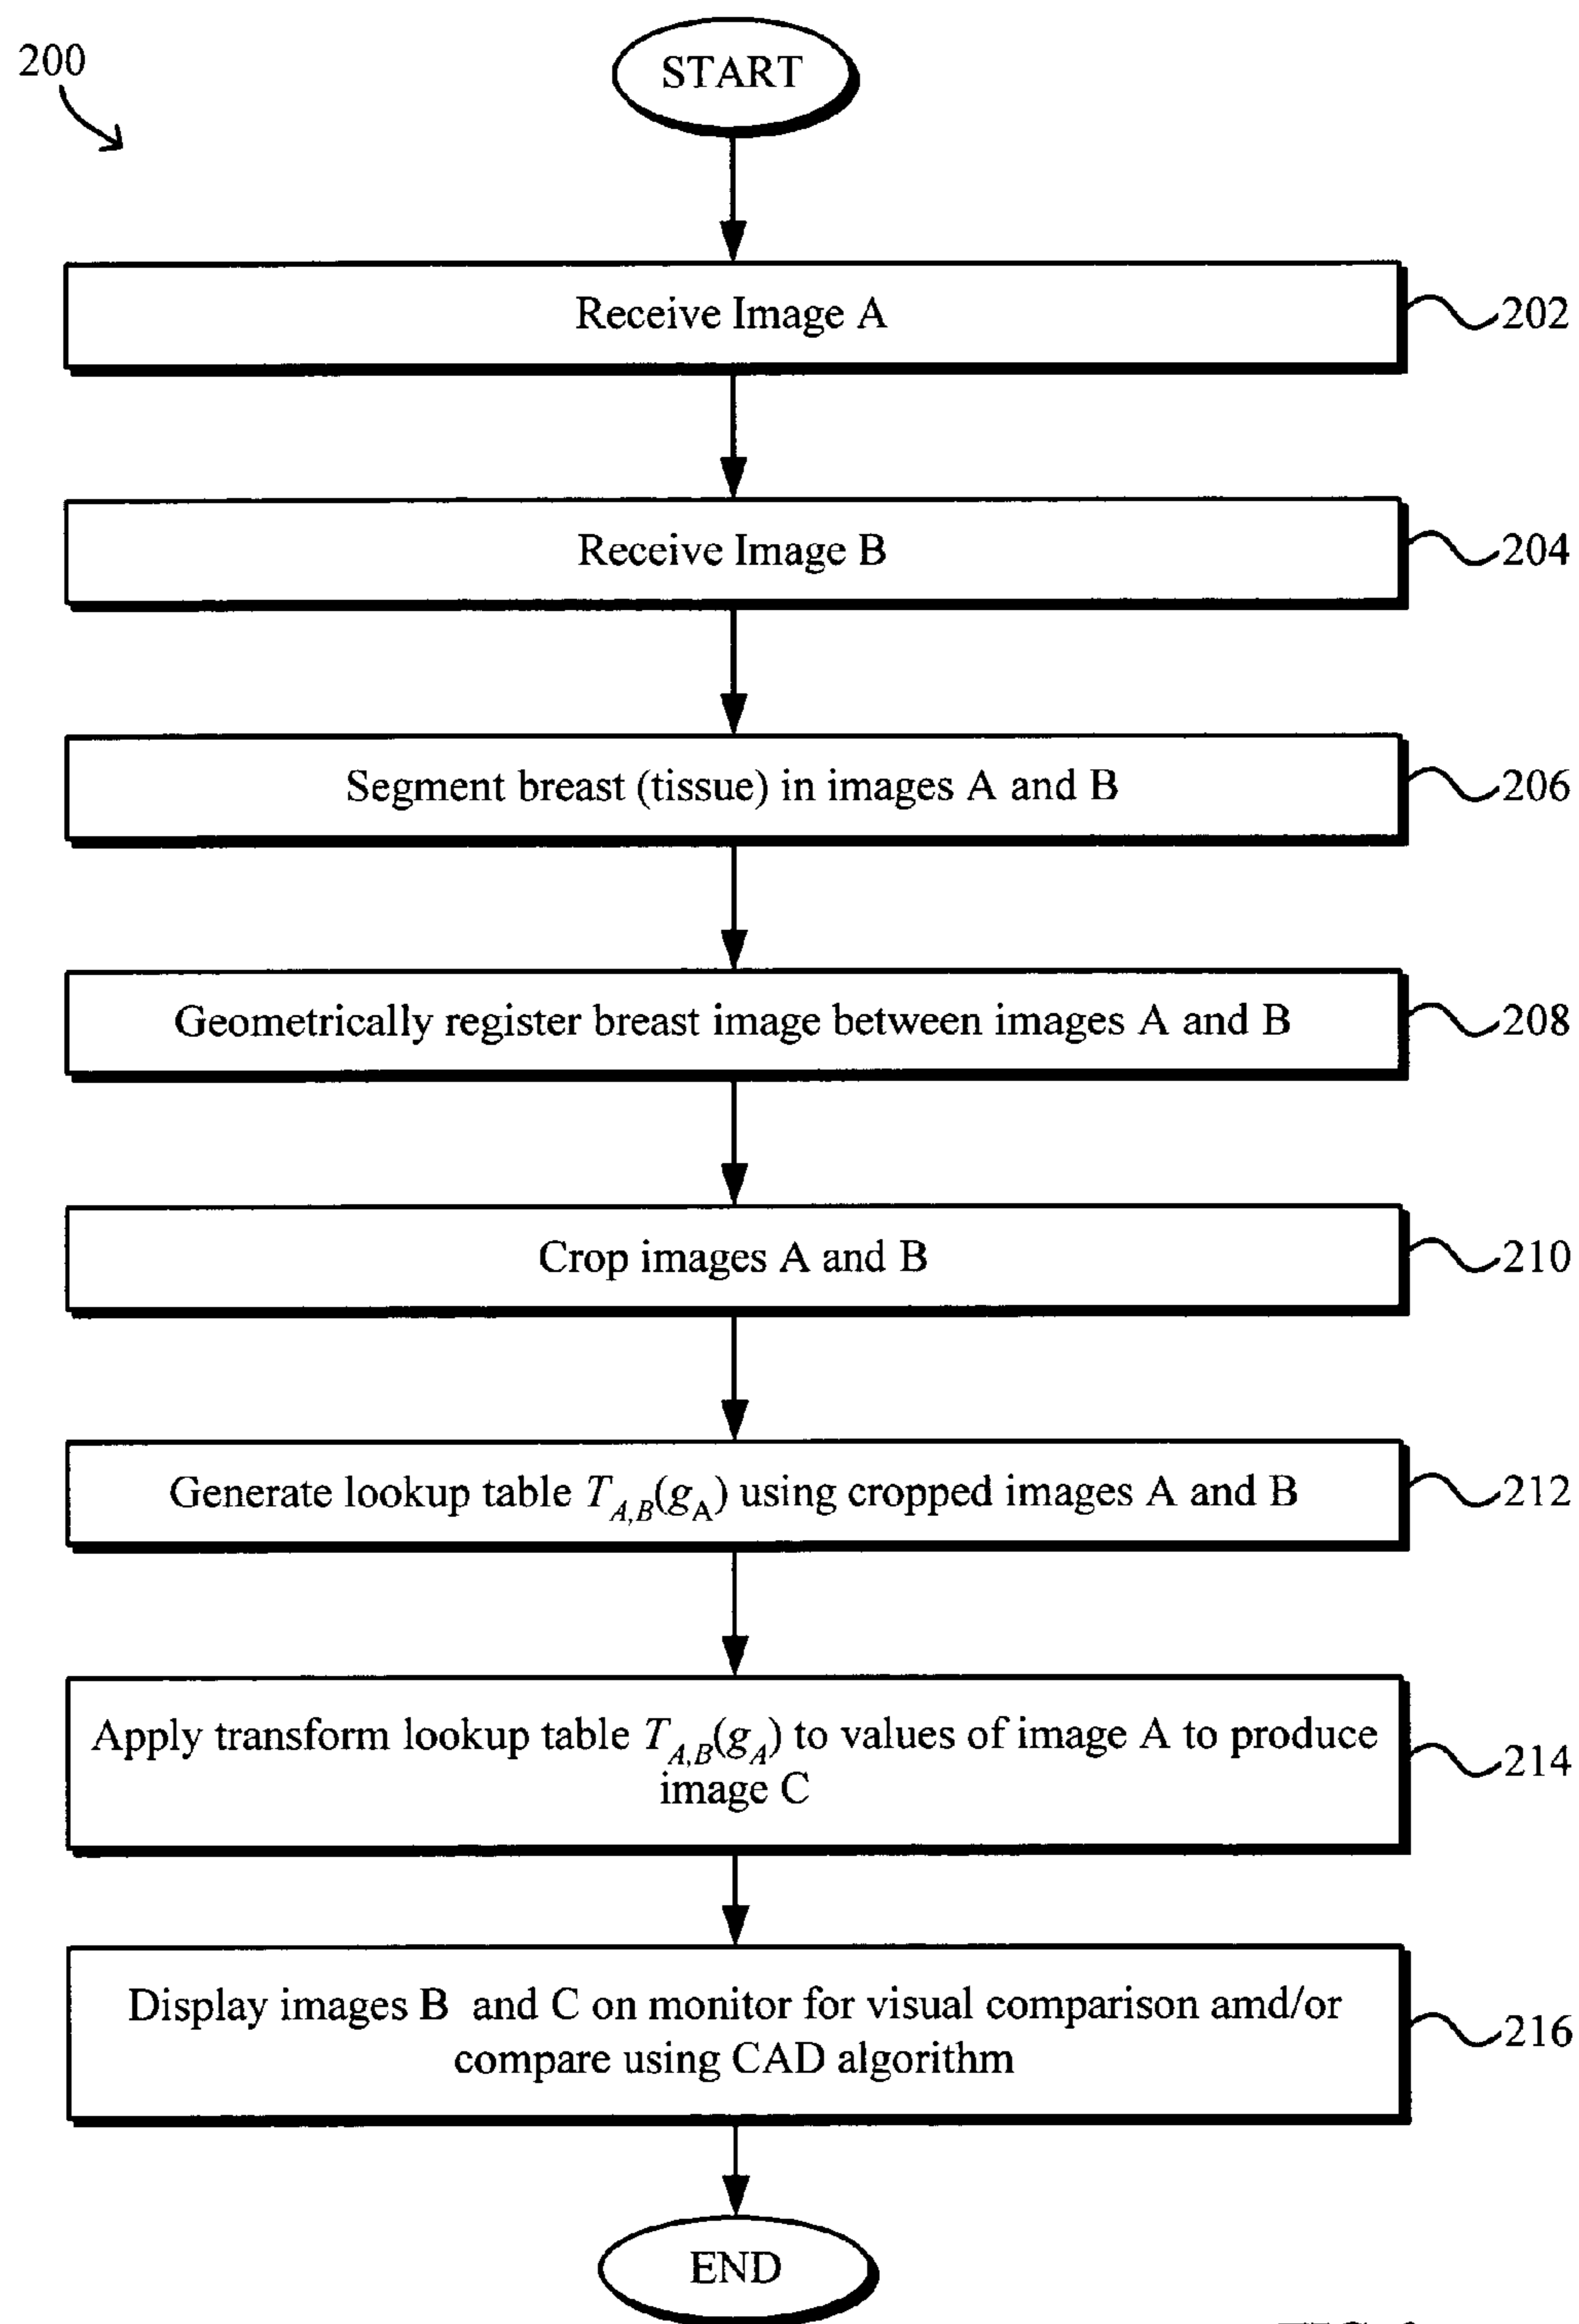 200
START
Receive Image A
202
Receive Image B
204
Segment breast (tissue) in images A and B
206
Geometrically register breast image between images A and B
208
Crop images A and B
210
Generate lookup table T_{A,B}(g_A) using cropped images A and B
212
Apply transform lookup table T_{A,B}(g_A) to values of image A to produce
image C
214
Display images B and C on monitor for visual comparison amd/or
compare using CAD algorithm
216
END